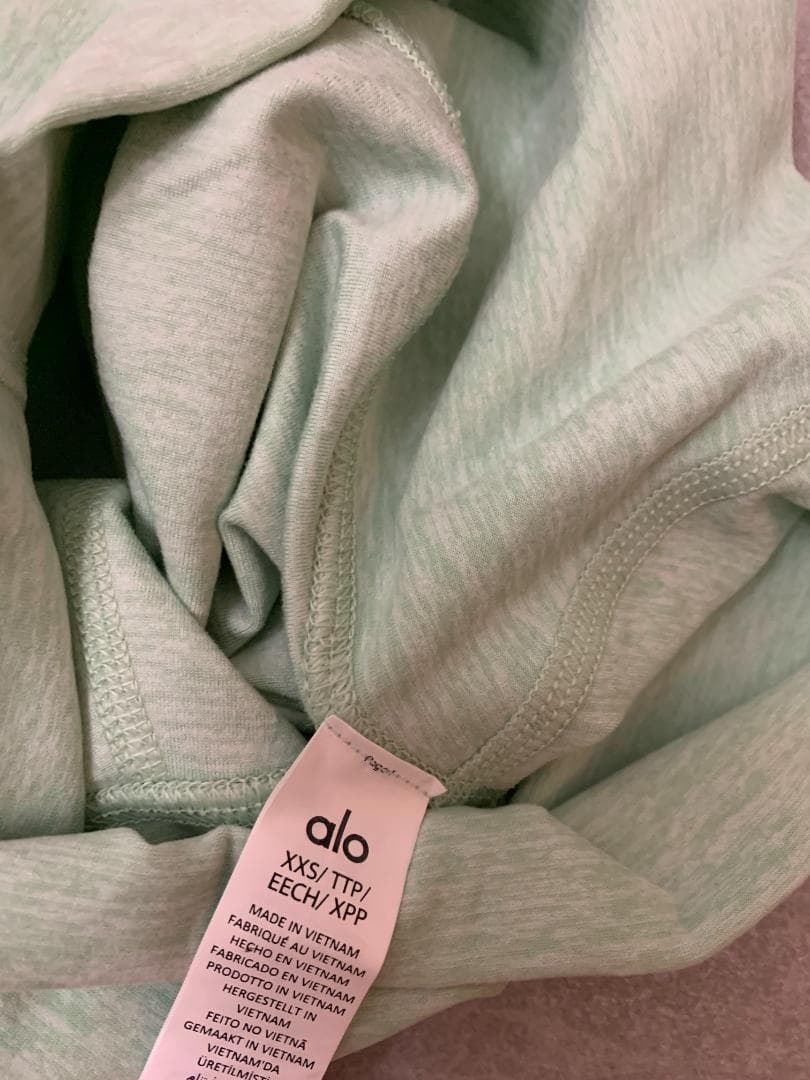 alo
XXS/ TTP/
EECH/ XPP
MADE IN VIETNAM
FABRIQUÉ AU VIETNAM
HECHO EN VIETNAM
FABRICADO EN VIETNAM
PRODOTTO IN VIETNAM
HERGESTELLT IN
VIETNAM
FEITO NO VIETNÃ
GEMAAKT IN VIETNAM
VIETNAM'DA
ÜRETİLMİŞTİ